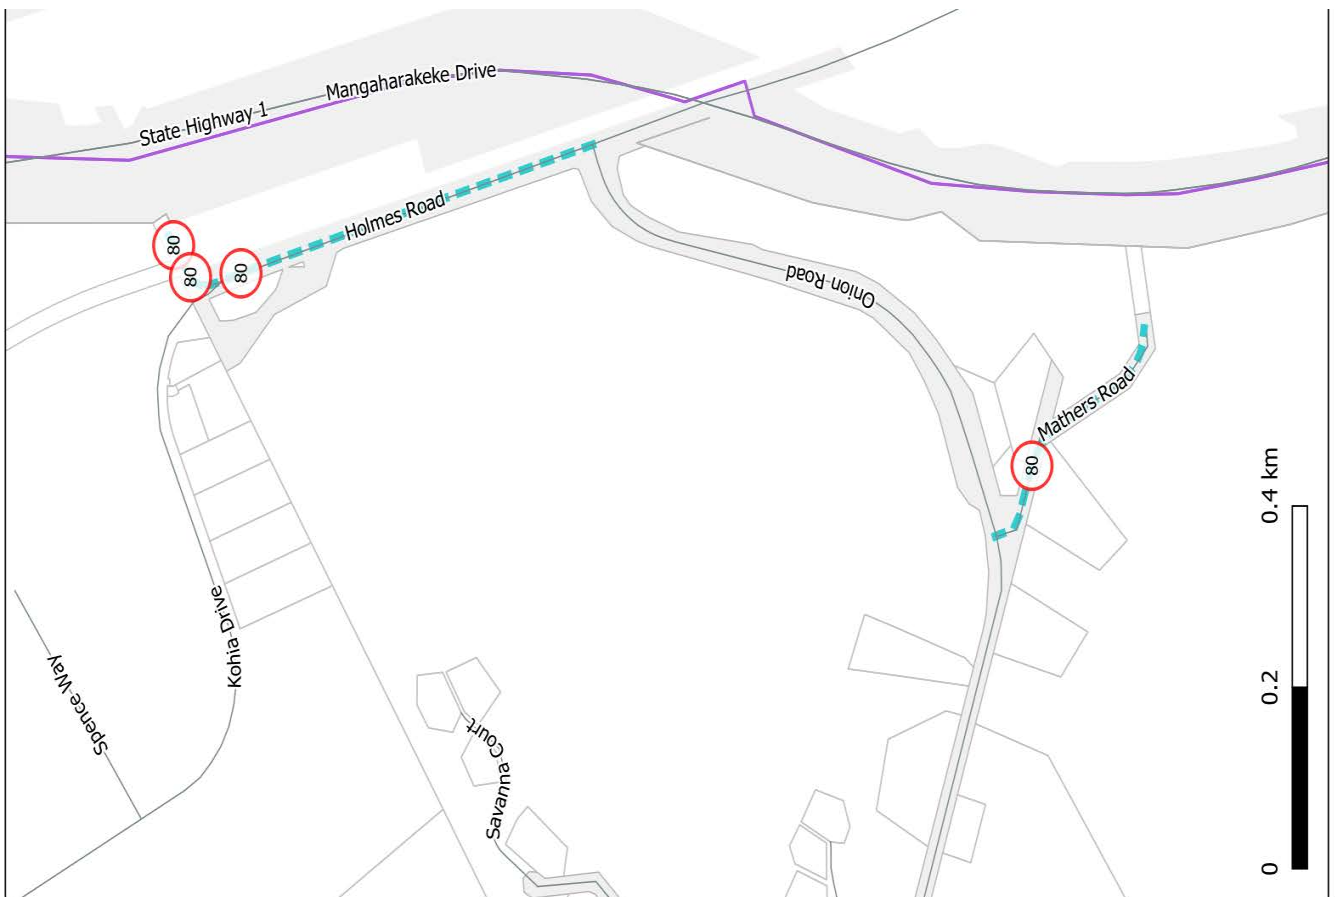 Mangaharakeke Drive
State Highway 1
Holmes Road
80
80
80
Onion Road
Mathers Road
80
0.4 km
0.2
0
Kohia Drive
Spence Way
Savanna Court